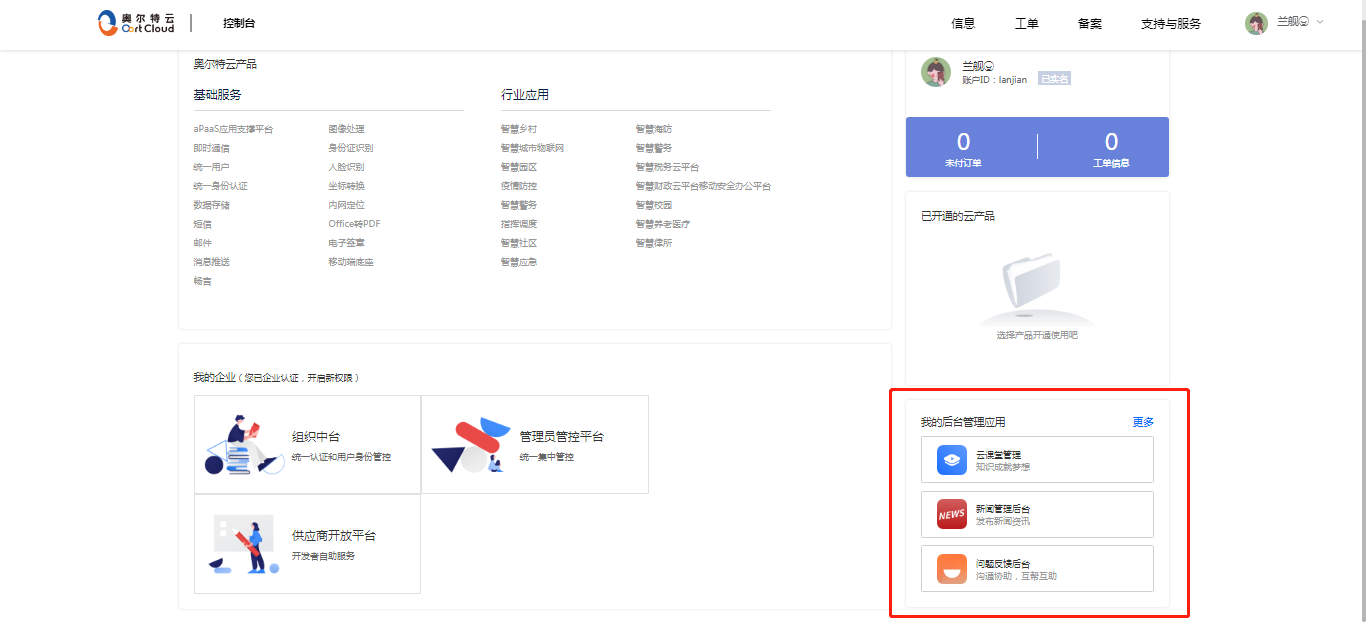 奥尔特云
Oort Cloud
控制台
信息
工单
备案
支持与服务
兰舰
奥尔特云产品
基础服务
aPaaS应用支撑平台
图像处理
即时通信
身份证识别
统一用户
人脸识别
统一身份认证
坐标转换
数据存储
内网定位
短信
Office转PDF
邮件
电子签章
消息推送
移动端底座
畅言
行业应用
智慧乡村
智慧海防
智慧城市物联网
智慧警务
智慧园区
智慧税务云平台
疫情防控
智慧财政云平台移动安全办公平台
智慧警务
智慧校园
指挥调度
智慧养老医疗
智慧社区
智慧律所
智慧应急
兰舰
账户ID：lanjian
已实名
0
未付订单
0
工单信息
已开通的云产品
选择产品开通使用吧
我的企业（您已企业认证，开启新权限）
组织中台
统一认证和用户身份管控
管理员管控平台
统一集中管控
供应商开放平台
开发者自助服务
我的后台管理应用
更多
云课堂管理
知识成就梦想
NEWS
新闻管理后台
发布新闻资讯
问题反馈后台
沟通协助，互帮互助